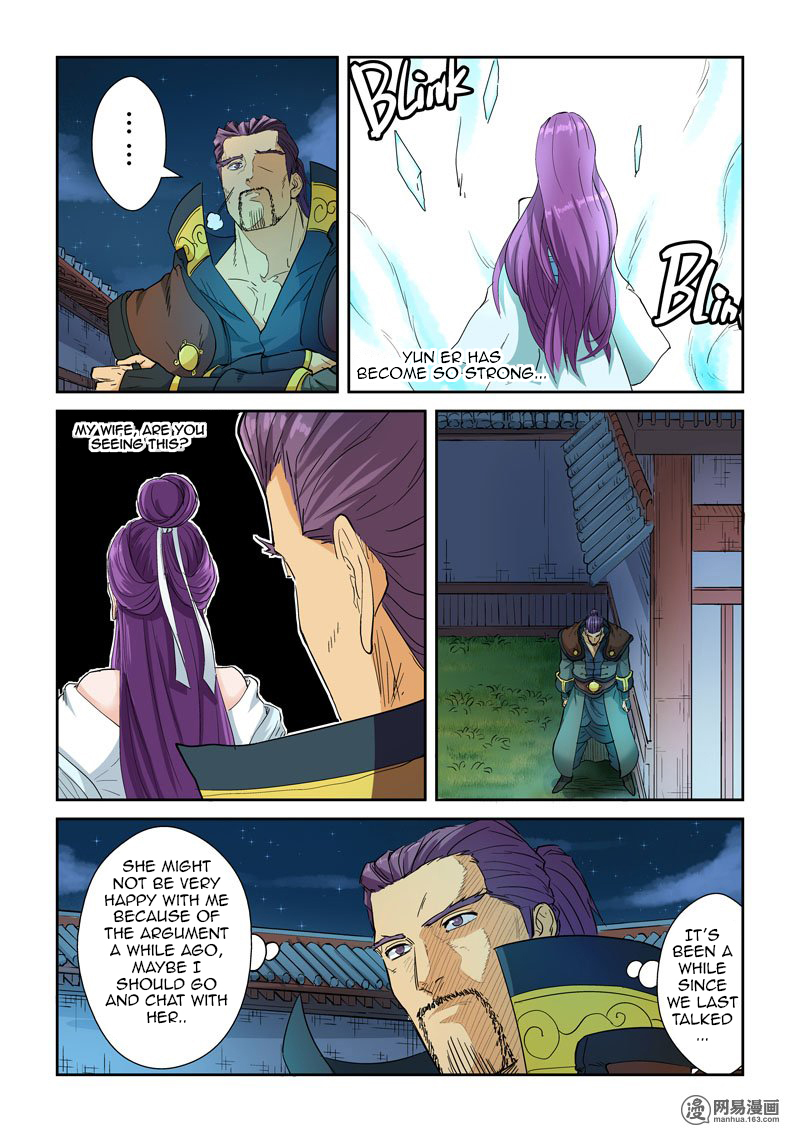 .....
BLINK
YUN ER HAS
BECOME SO STRONG...
BLINK
MY WIFE, ARE YOU
SEEING THIS?
IT'S
BEEN A
WHILE SINCE
WE LAST
TALKED
...
SHE MIGHT
NOT BE VERY
HAPPY WITH ME
BECAUSE OF
THE ARGUMENT
A WHILE AGO,
MAYBE I
SHOULD GO
AND CHAT WITH
HER..
漫 网易漫画
manhua.163.com